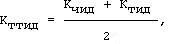 Kттид = (Kчид + Kтид) / 2 ,